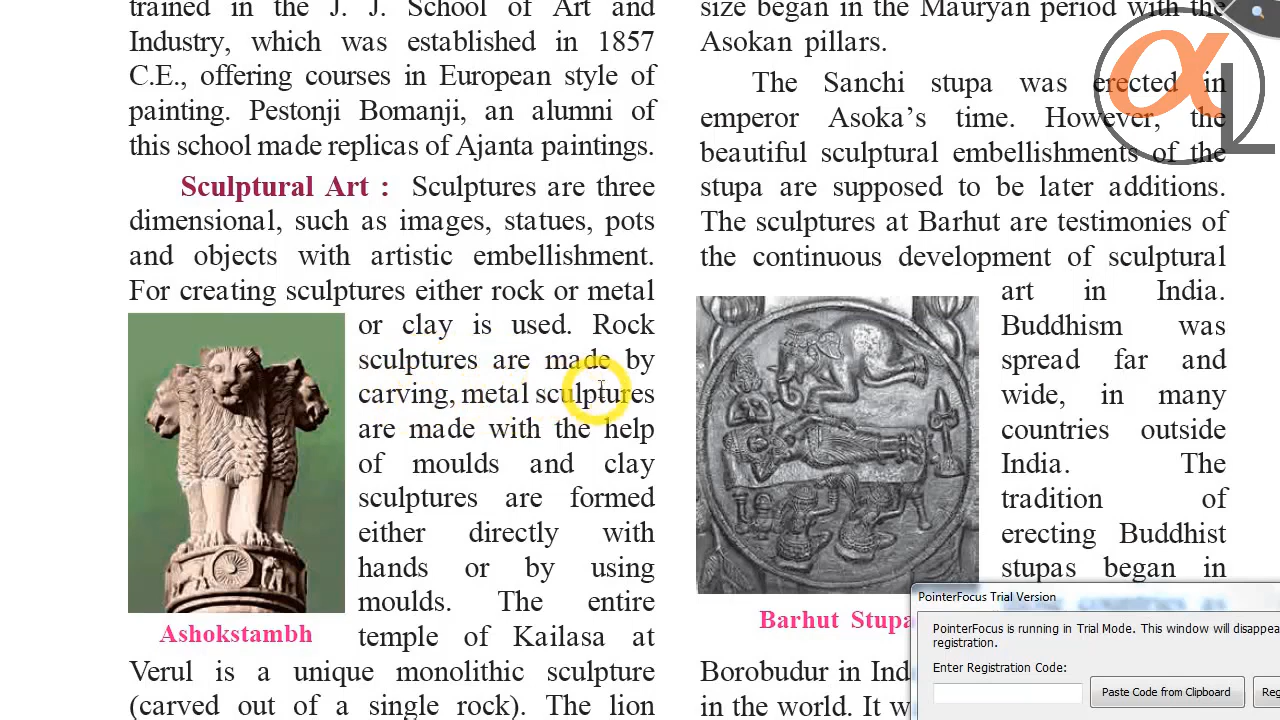 trained in the J. J. School of Art and
Industry, which was established in 1857
C.E., offering courses in European style of
painting. Pestonji Bomanji, an alumni of
this school made replicas of Ajanta paintings.
Sculptural Art : Sculptures are three
dimensional, such as images, statues, pots
and objects with artistic embellishment.
For creating sculptures either rock or metal
or clay is used. Rock
sculptures are made by
carving, metal sculptures
are made with the help
of moulds and clay
sculptures are formed
either directly with
hands or by using
moulds. The entire
temple of Kailasa at
Ashokstambh
Verul is a unique monolithic sculpture
(carved out of a single rock). The lion
size began in the Mauryan period with the
Asokan pillars.
The Sanchi stupa was erected in
emperor Asoka's time. However, the
beautiful sculptural embellishments of the
stupa are supposed to be later additions.
The sculptures at Barhut are testimonies of
the continuous development of sculptural
art in India.
Buddhism was
spread far and
wide, in many
countries outside
India. The
tradition of
erecting Buddhist
stupas began in
Barhut Stupa
Borobudur in Ind
in the world. It w
αL
PointerFocus Trial Version
PointerFocus is running in Trial Mode. This window will disappea
registration.
Enter Registration Code:
Paste Code from Clipboard
Reg